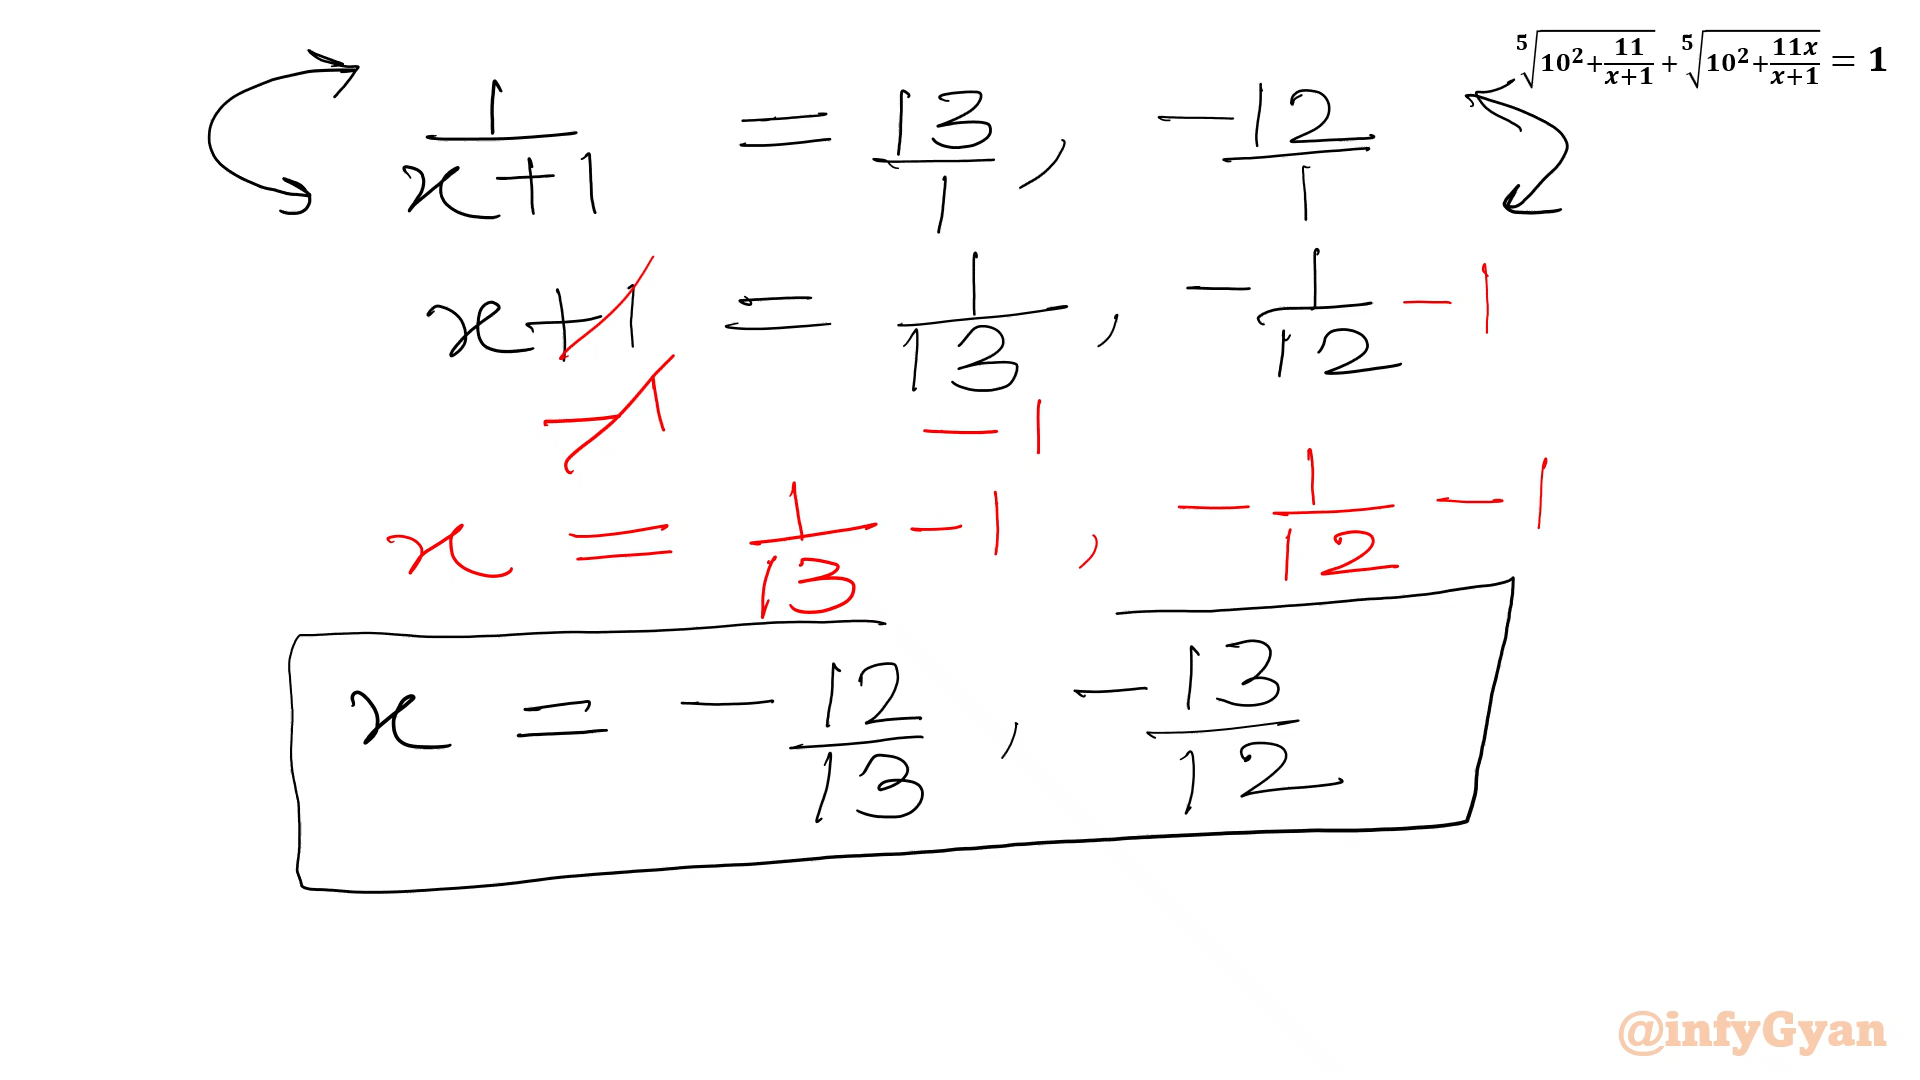 ⁵√(10²+11/(x+1)) + ⁵√(10²+11x/(x+1)) = 1
1/(x+1) = 13/1, -12/1
x+1 = 1/13, -1/12 -1
-1 -1
x = 1/13 -1, -1/12 -1
x = -12/13, -13/12
@infyGyan